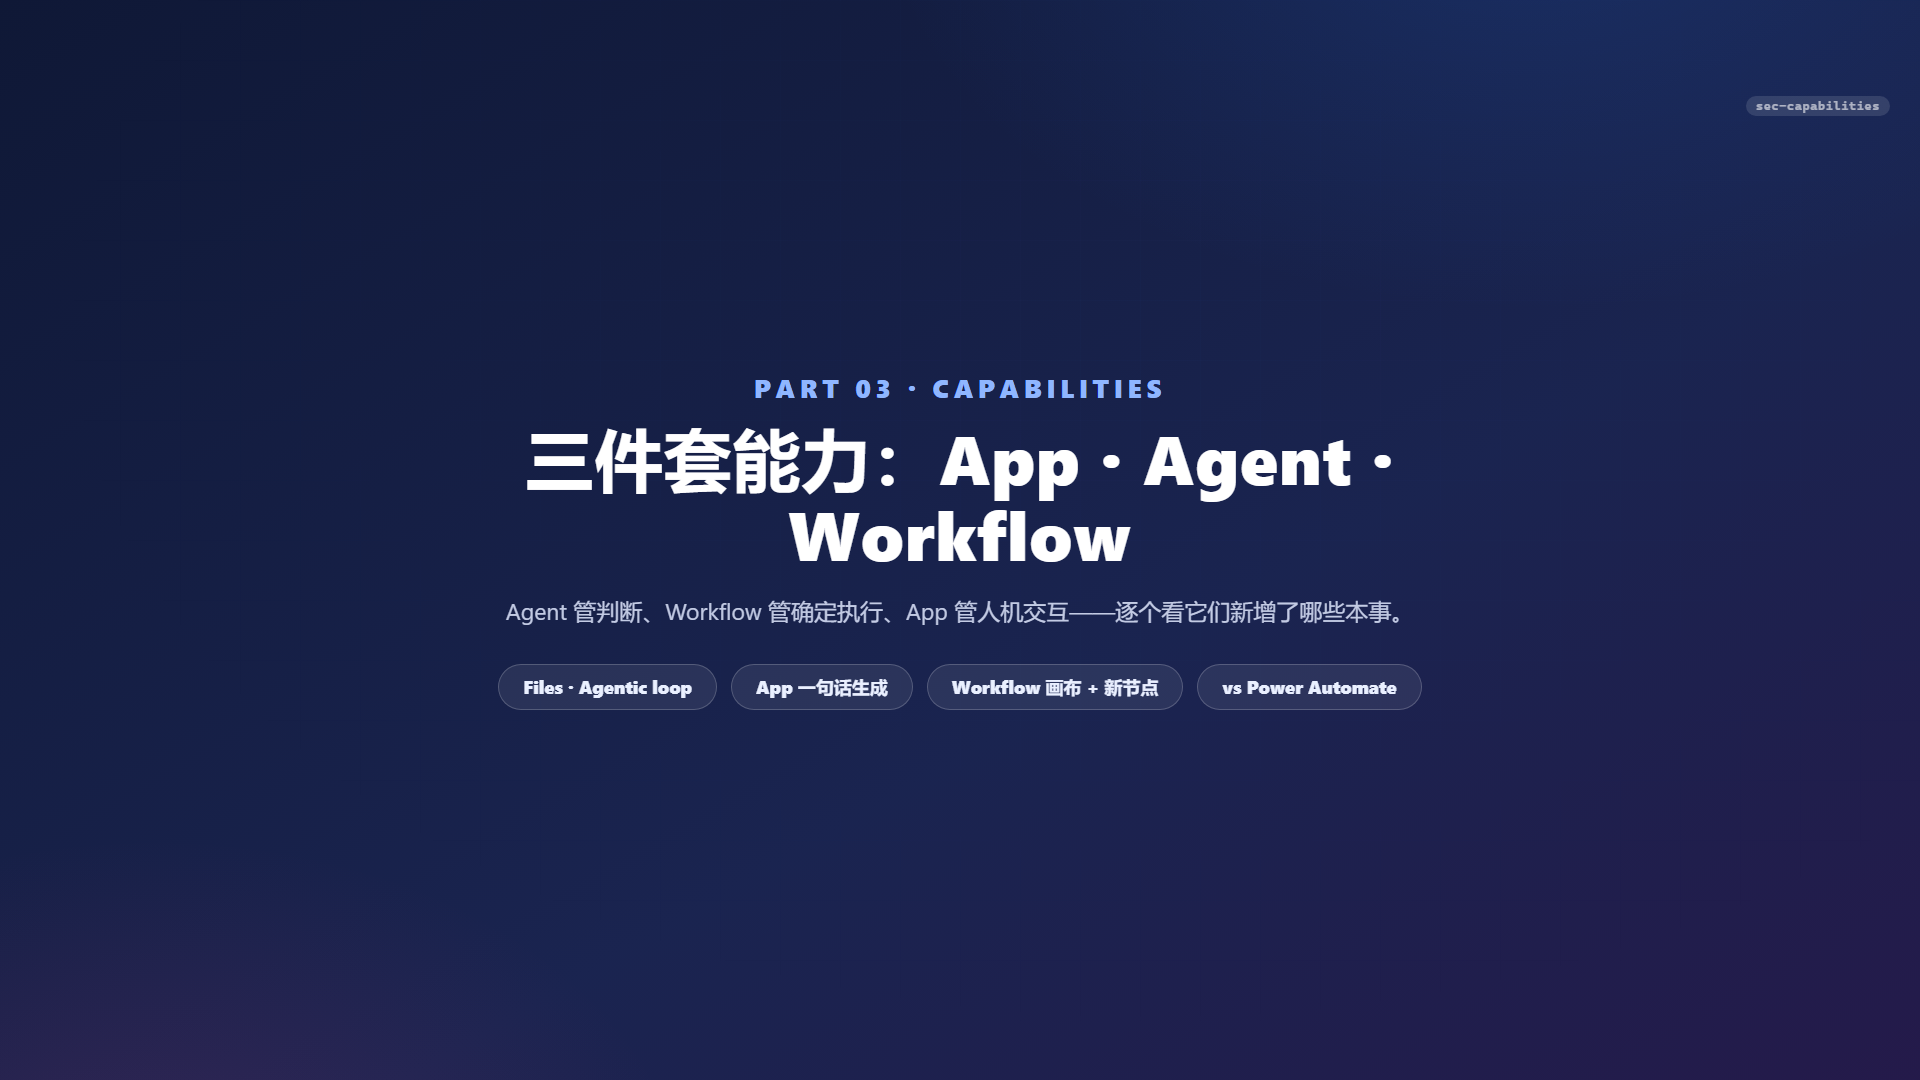 sec-capabilities
PART 03 · CAPABILITIES
三件套能力：App · Agent ·
Workflow
Agent 管判断、Workflow 管确定执行、App 管人机交互——逐个看它们新增了哪些本事。
Files · Agentic loop
App 一句话生成
Workflow 画布 + 新节点
vs Power Automate